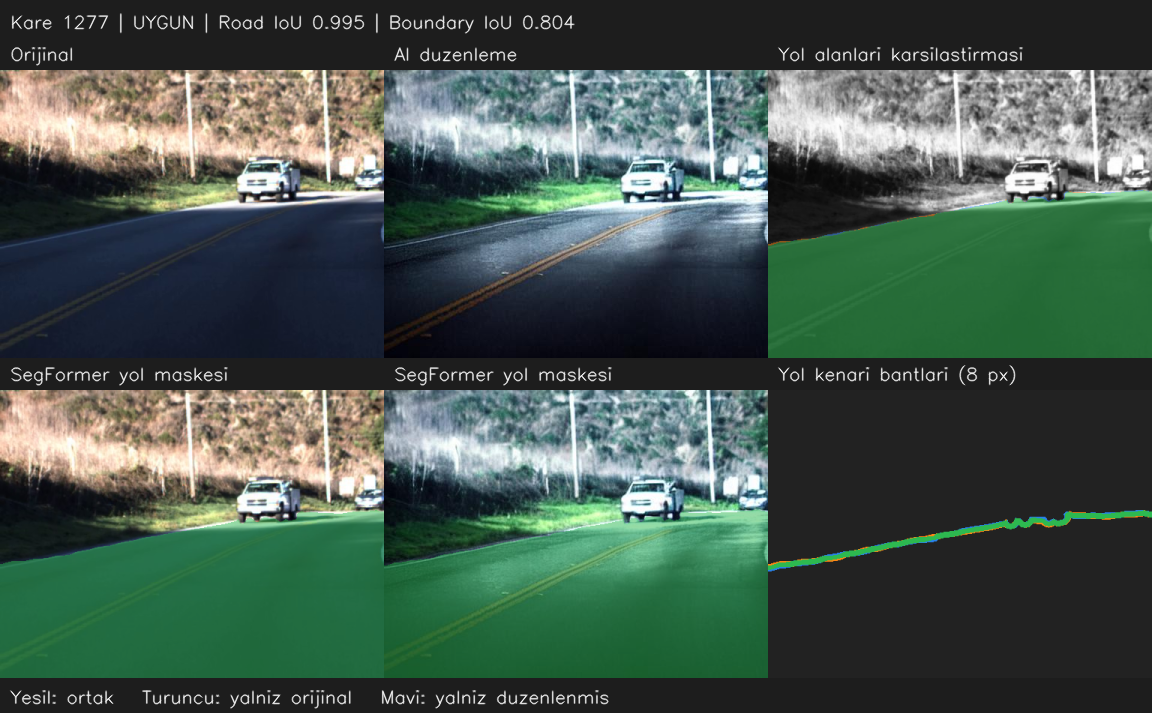 Kare 1277 | UYGUN | Road IoU 0.995 | Boundary IoU 0.804
Orijinal
AI duzenleme
Yol alanlari karsilastirmasi
SegFormer yol maskesi
SegFormer yol maskesi
Yol kenari bantlari (8 px)
Yesil: ortak Turuncu: yalniz orijinal Mavi: yalniz duzenlenmis